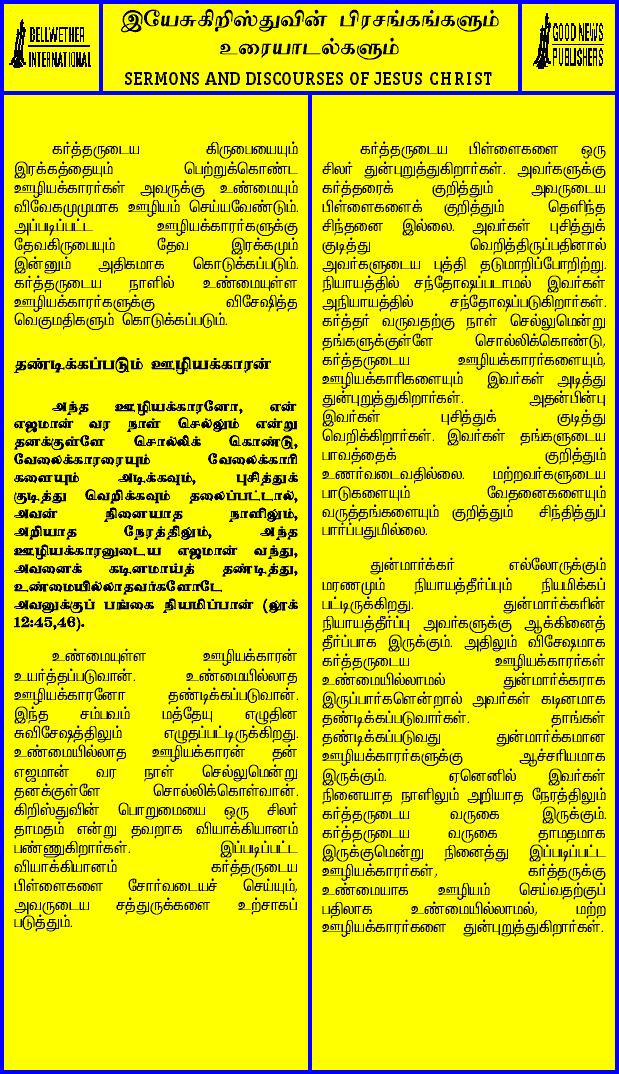 BELLWETHER
INTERNATIONAL
இயேசுகிறிஸ்துவின் பிரசங்கங்களும்
உரையாடல்களும்
SERMONS AND DISCOURSES OF JESUS CHRIST
GOOD NEWS
PUBLISHERS
கர்த்தருடைய கிருபையையும்
இரக்கத்தையும் பெற்றுக்கொண்ட
ஊழியக்காரர்கள் அவருக்கு உண்மையும்
விவேகமுமுமாக ஊழியம் செய்யவேண்டும்.
அப்படிப்பட்ட ஊழியக்காரர்களுக்கு
தேவகிருபையும் தேவ இரக்கமும்
இன்னும் அதிகமாக கொடுக்கப்படும்.
கர்த்தருடைய நாளில் உண்மையுள்ள
ஊழியக்காரர்களுக்கு விசேஷித்த
வெகுமதிகளும் கொடுக்கப்படும்.
தண்டிக்கப்படும் ஊழியக்காரன்
அந்த ஊழியக்காரனோ, என்
எஜமான் வர நாள் செல்லும் என்று
தனக்குள்ளே சொல்லிக் கொண்டு,
வேலைக்காரரையும் வேலைக்காரி
களையும் அடிக்கவும், புசித்துக்
குடித்து வெறிக்கவும் தலைப்பட்டால்,
அவன் நினையாத நாளிலும்,
அறியாத நேரத்திலும், அந்த
ஊழியக்காரனுடைய எஜமான் வந்து,
அவனைக் கடினமாய்த் தண்டித்து,
உண்மையில்லாதவர்களோடே
அவனுக்குப் பங்கை நியமிப்பான் (லூக்
12:45,46).
உண்மையுள்ள ஊழியக்காரன்
உயர்த்தப்படுவான். உண்மையில்லாத
ஊழியக்காரனோ தண்டிக்கப்படுவான்.
இந்த சம்பவம் மத்தேயு எழுதின
சுவிசேஷத்திலும் எழுதப்பட்டிருக்கிறது.
உண்மையில்லாத ஊழியக்காரன் தன்
எஜமான் வர நாள் செல்லுமென்று
தனக்குள்ளே சொல்லிக்கொள்வான்.
கிறிஸ்துவின் பொறுமையை ஒரு சிலர்
தாமதம் என்று தவறாக வியாக்கியானம்
பண்ணுகிறார்கள். இப்படிப்பட்ட
வியாக்கியானம் கர்த்தருடைய
பிள்ளைகளை சோர்வடையச் செய்யும்,
அவருடைய சத்துருக்களை உற்சாகப்
படுத்தும்.
கர்த்தருடைய பிள்ளைகளை ஒரு
சிலர் துன்புறுத்துகிறார்கள். அவர்களுக்கு
கர்த்தரைக் குறித்தும் அவருடைய
பிள்ளைகளைக் குறித்தும் தெளிந்த
சிந்தனை இல்லை. அவர்கள் புசித்துக்
குடித்து வெறித்திருப்பதினால்
அவர்களுடைய புத்தி தடுமாறிப்போறிற்று.
நியாயத்தில் சந்தோஷப்படாமல் இவர்கள்
அநியாயத்தில் சந்தோஷப்படுகிறார்கள்.
கர்த்தர் வருவதற்கு நாள் செல்லுமென்று
தங்களுக்குள்ளே சொல்லிக்கொண்டு,
கர்த்தருடைய ஊழியக்காரர்களையும்,
ஊழியக்காரிகளையும் இவர்கள் அடித்து
துன்புறுத்துகிறார்கள். அதன்பின்பு
இவர்கள் புசித்துக் குடித்து
வெறிக்கிறார்கள். இவர்கள் தங்களுடைய
பாவத்தைக் குறித்தும்
உணர்வடைவதில்லை. மற்றவர்களுடைய
பாடுகளையும் வேதனைகளையும்
வருத்தங்களையும் குறித்தும் சிந்தித்துப்
பார்ப்பதுமில்லை.
துன்மார்க்கர் எல்லோருக்கும்
மரணமும் நியாயத்தீர்ப்பும் நியமிக்கப்
பட்டிருக்கிறது. துன்மார்க்கரின்
நியாயத்தீர்ப்பு அவர்களுக்கு ஆக்கினைத்
தீர்ப்பாக இருக்கும். அதிலும் விசேஷமாக
கர்த்தருடைய ஊழியக்காரர்கள்
உண்மையில்லாமல் துன்மார்க்கராக
இருப்பார்களென்றால் அவர்கள் கடினமாக
தண்டிக்கப்படுவார்கள். தாங்கள்
தண்டிக்கப்படுவது துன்மார்க்கமான
ஊழியக்காரர்களுக்கு ஆச்சரியமாக
இருக்கும். ஏனெனில் இவர்கள்
நினையாத நாளிலும் அறியாத நேரத்திலும்
கர்த்தருடைய வருகை இருக்கும்.
கர்த்தருடைய வருகை தாமதமாக
இருக்குமென்று நினைத்து இப்படிப்பட்ட
ஊழியக்காரர்கள், கர்த்தருக்கு
உண்மையாக ஊழியம் செய்வதற்குப்
பதிலாக உண்மையில்லாமல், மற்ற
ஊழியக்காரர்களை துன்புறுத்துகிறார்கள்.